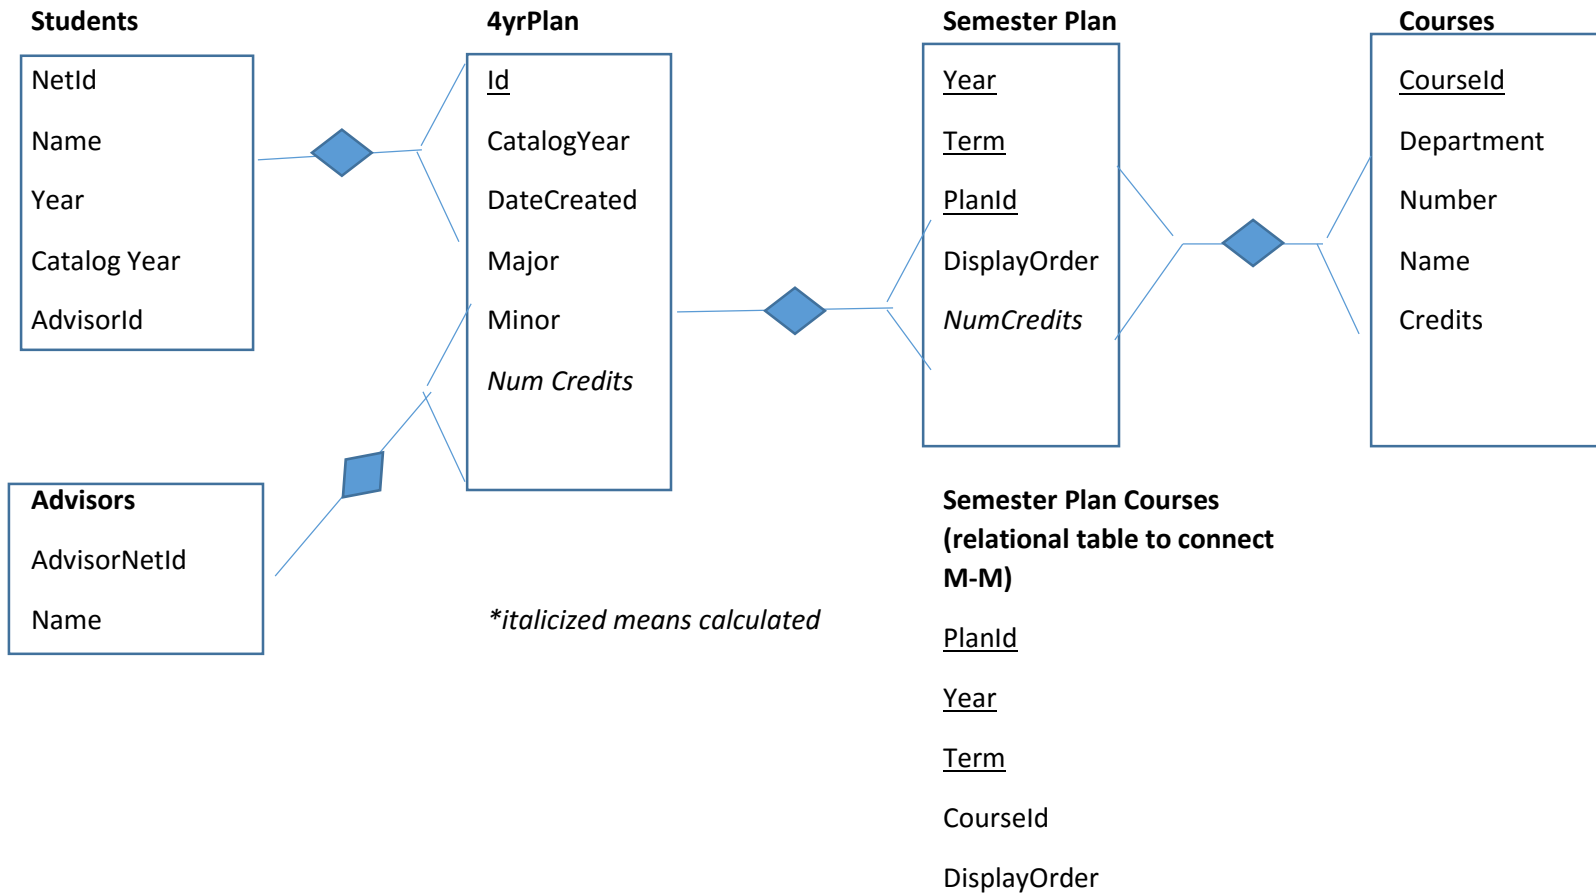 Students
NetId
Name
Year
Catalog Year
AdvisorId
Advisors
AdvisorNetId
Name
4yrPlan
Id
CatalogYear
DateCreated
Major
Minor
Num Credits
*italicized means calculated
Semester Plan
Year
Term
PlanId
DisplayOrder
NumCredits
Semester Plan Courses
(relational table to connect
M-M)
PlanId
Year
Term
CourseId
DisplayOrder
Courses
CourseId
Department
Number
Name
Credits